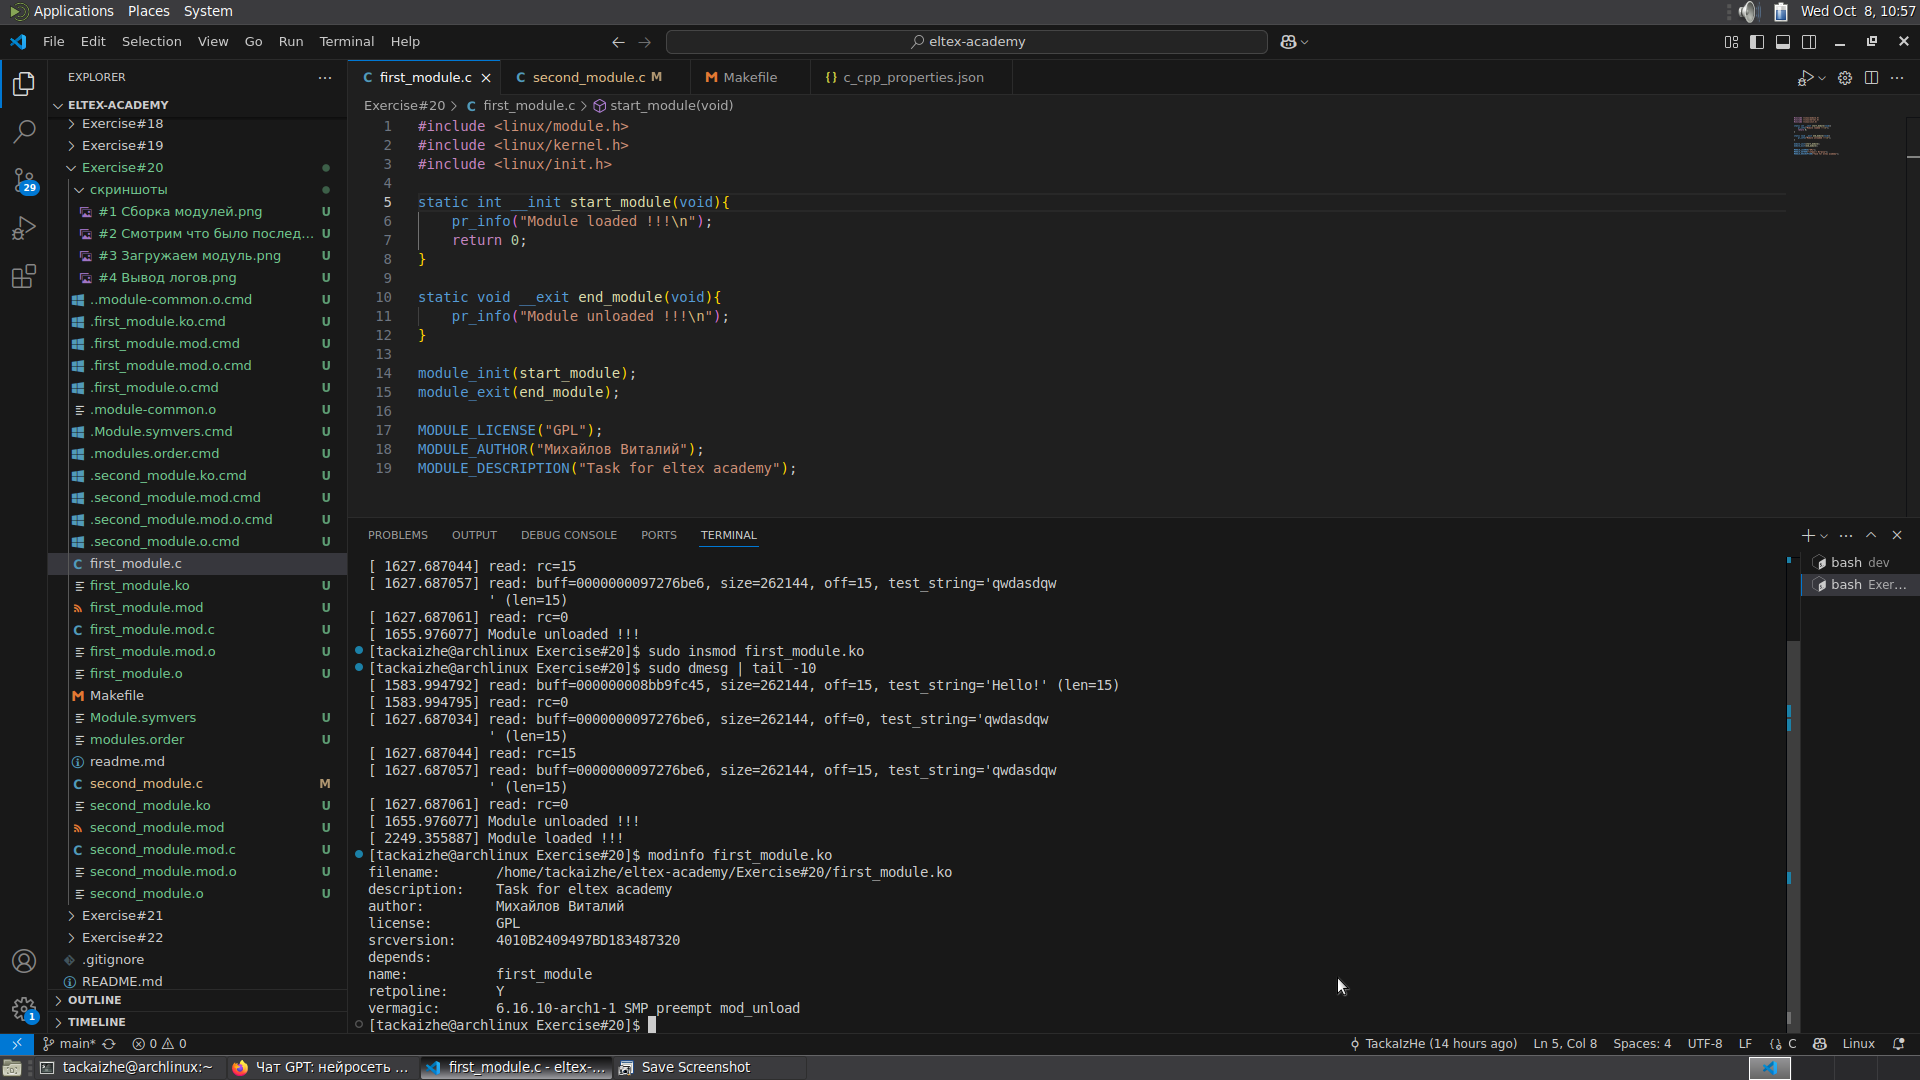 Applications Places System
Wed Oct 8, 10:57
File Edit Selection View Go Run Terminal Help
eltex-academy
EXPLORER
ELTEX-ACADEMY
Exercise#18
Exercise#19
Exercise#20
скриншоты
#1 Сборка модулей.png U
#2 Смотрим что было послед... U
#3 Загружаем модуль.png U
#4 Вывод логов.png U
..module-common.o.cmd U
.first_module.ko.cmd U
.first_module.mod.cmd U
.first_module.mod.o.cmd U
.first_module.o.cmd U
.module-common.o U
.Module.symvers.cmd U
.modules.order.cmd U
.second_module.ko.cmd U
.second_module.mod.cmd U
.second_module.mod.o.cmd U
.second_module.o.cmd U
first_module.c
first_module.ko U
first_module.mod U
first_module.mod.c U
first_module.mod.o U
first_module.o U
Makefile
Module.symvers U
modules.order U
readme.md
second_module.c M
second_module.ko U
second_module.mod U
second_module.mod.c U
second_module.mod.o U
second_module.o U
Exercise#21
Exercise#22
.gitignore
README.md
OUTLINE
TIMELINE
29
1
first_module.c
second_module.c M
Makefile
c_cpp_properties.json
Exercise#20 > first_module.c > start_module(void)
1 #include <linux/module.h>
2 #include <linux/kernel.h>
3 #include <linux/init.h>
4
5 static int __init start_module(void){
6 pr_info("Module loaded !!!\n");
7 return 0;
8 }
9
10 static void __exit end_module(void){
11 pr_info("Module unloaded !!!\n");
12 }
13
14 module_init(start_module);
15 module_exit(end_module);
16
17 MODULE_LICENSE("GPL");
18 MODULE_AUTHOR("Михайлов Виталий");
19 MODULE_DESCRIPTION("Task for eltex academy");
PROBLEMS OUTPUT DEBUG CONSOLE PORTS TERMINAL
[ 1627.687044] read: rc=15
[ 1627.687057] read: buff=0000000097276be6, size=262144, off=15, test_string='qwdasdqw
' (len=15)
[ 1627.687061] read: rc=0
[ 1655.976077] Module unloaded !!!
[tackaizhe@archlinux Exercise#20]$ sudo insmod first_module.ko
[tackaizhe@archlinux Exercise#20]$ sudo dmesg | tail -10
[ 1583.994792] read: buff=000000008bb9fc45, size=262144, off=15, test_string='Hello!' (len=15)
[ 1583.994795] read: rc=0
[ 1627.687034] read: buff=0000000097276be6, size=262144, off=0, test_string='qwdasdqw
' (len=15)
[ 1627.687044] read: rc=15
[ 1627.687057] read: buff=0000000097276be6, size=262144, off=15, test_string='qwdasdqw
' (len=15)
[ 1627.687061] read: rc=0
[ 1655.976077] Module unloaded !!!
[ 2249.355887] Module loaded !!!
[tackaizhe@archlinux Exercise#20]$ modinfo first_module.ko
filename: /home/tackaizhe/eltex-academy/Exercise#20/first_module.ko
description: Task for eltex academy
author: Михайлов Виталий
license: GPL
srcversion: 4010B2409497BD183487320
depends:
name: first_module
retpoline: Y
vermagic: 6.16.10-arch1-1 SMP preempt mod_unload
[tackaizhe@archlinux Exercise#20]$
bash dev
bash Exer...
main* 0 0
TackaIzHe (14 hours ago) Ln 5, Col 8 Spaces: 4 UTF-8 LF C Linux
tackaizhe@archlinux:~
Чат GPT: нейросеть ...
first_module.c - eltex-...
Save Screenshot